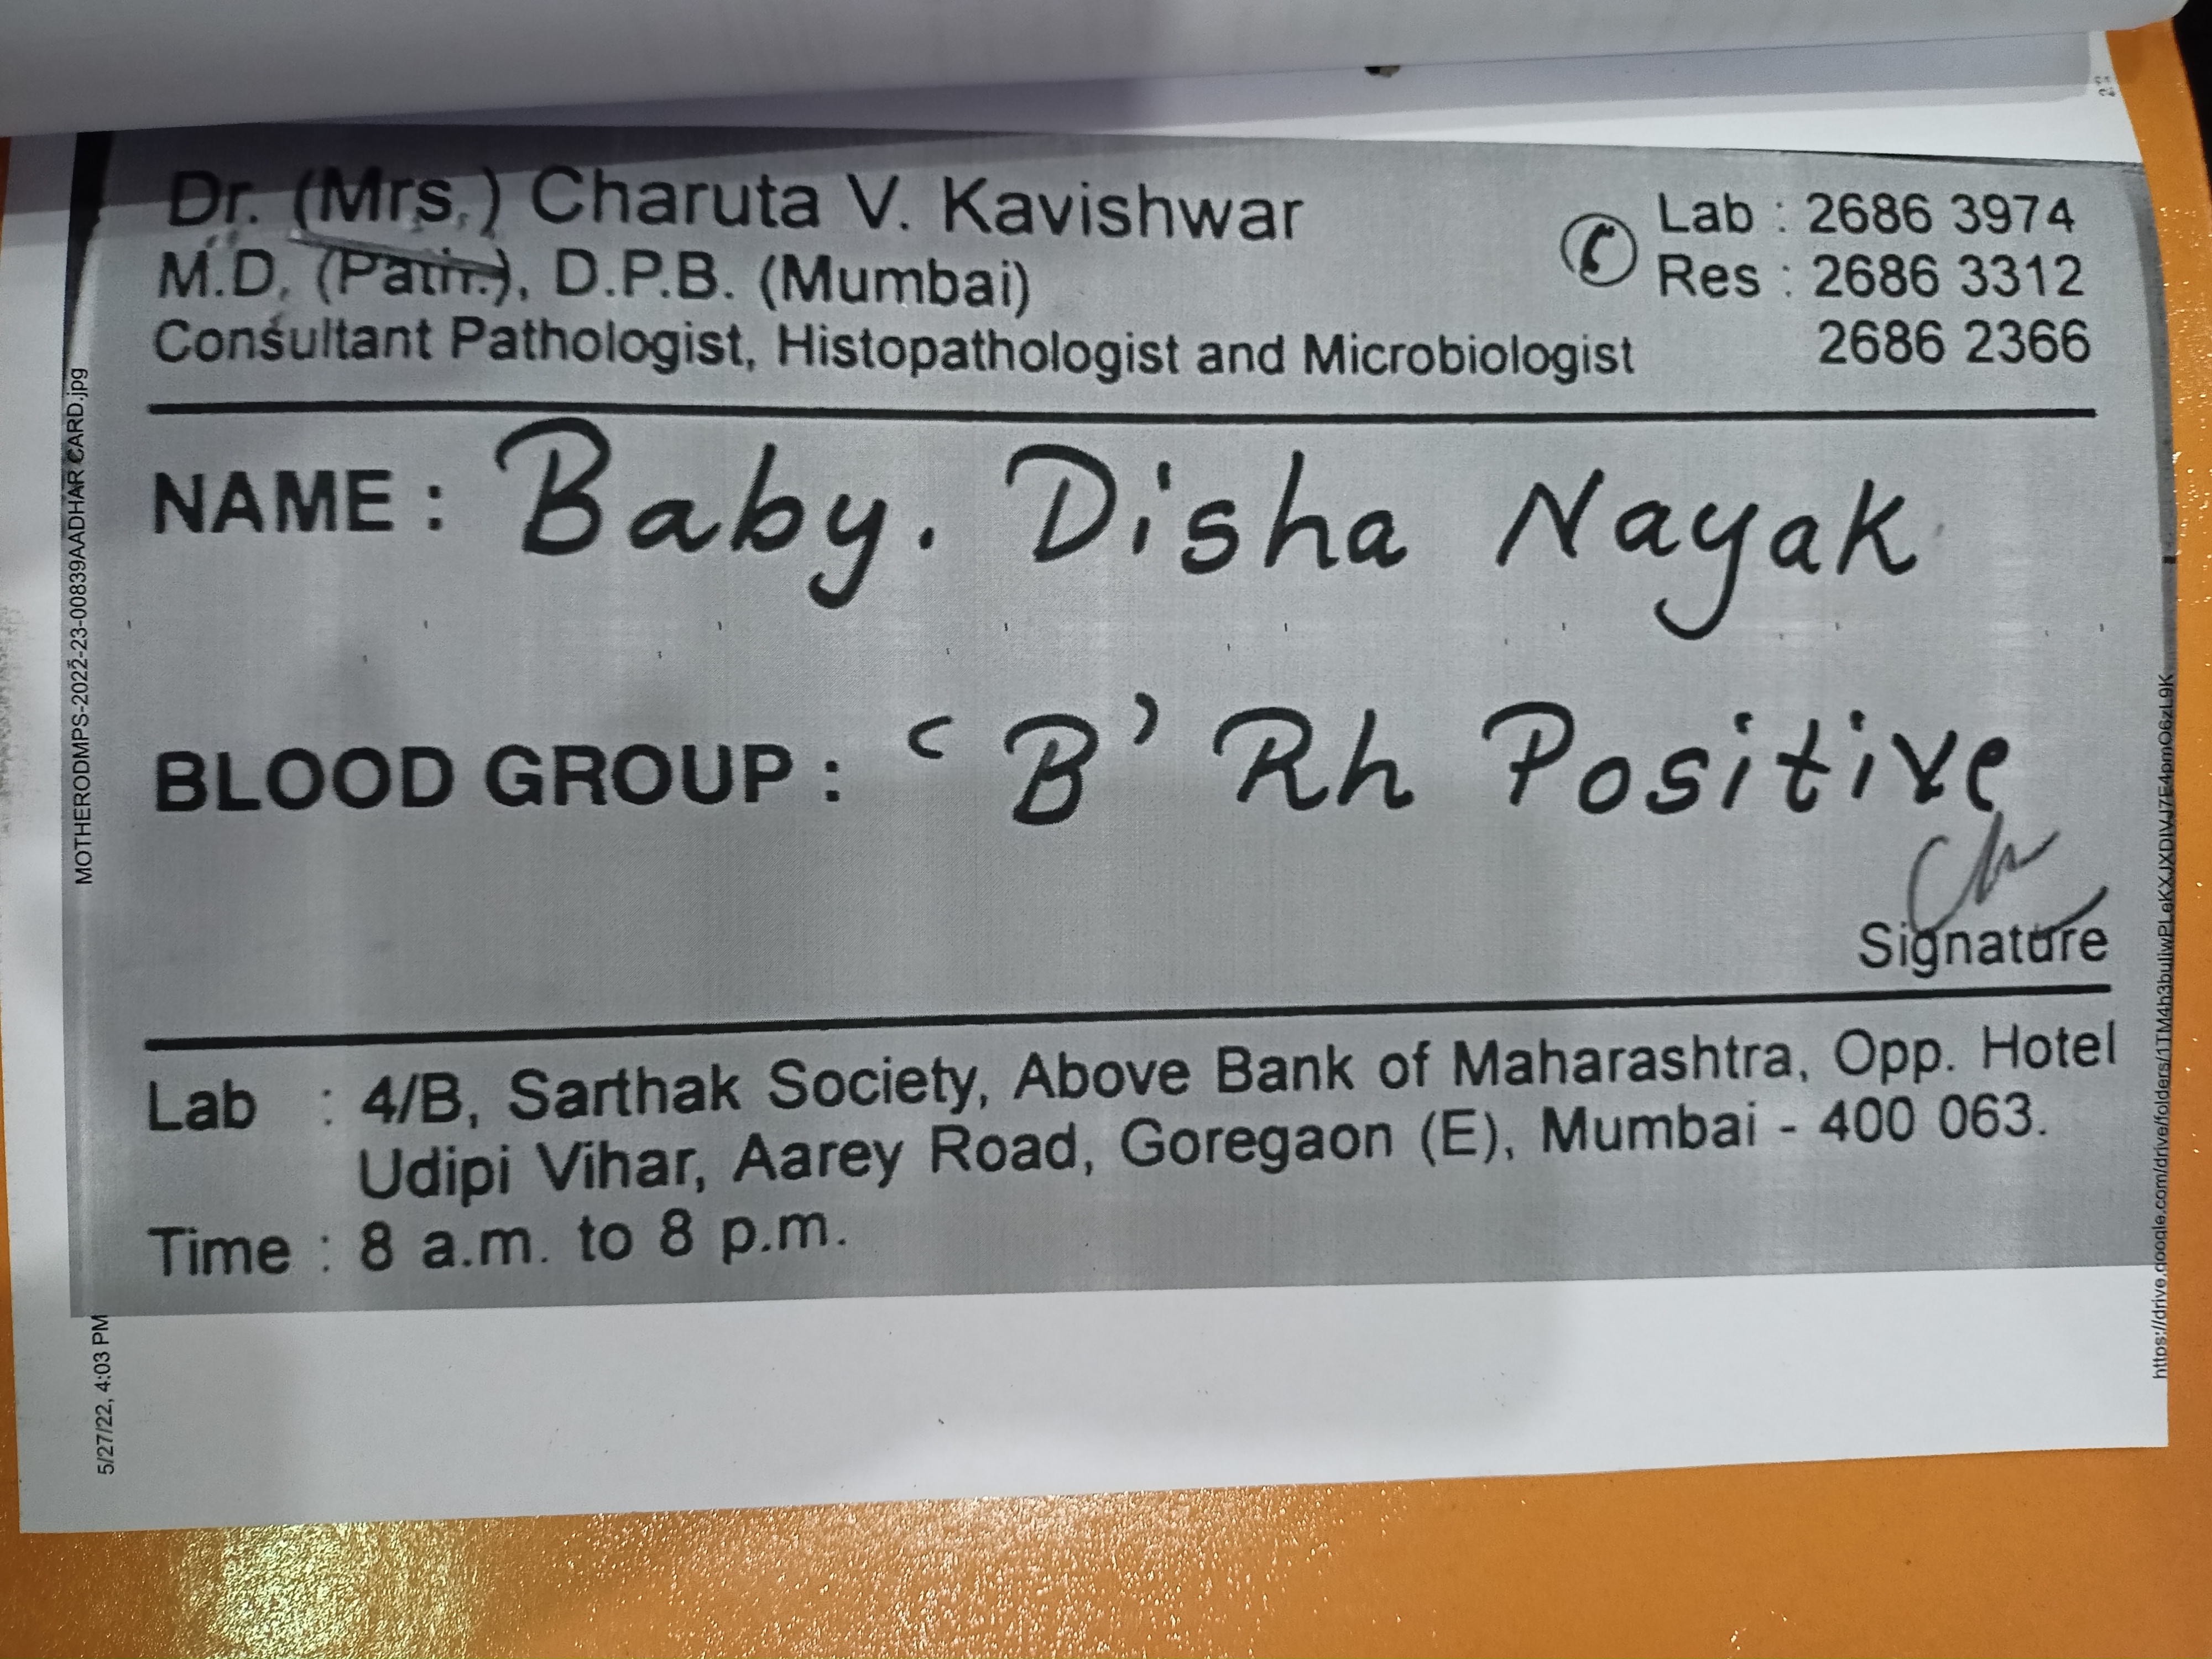 Dr. (Mrs.) Charuta V. Kavishwar
M.D. (Path.), D.P.B. (Mumbai)
Consultant Pathologist, Histopathologist and Microbiologist
Lab : 2686 3974
Res : 2686 3312
2686 2366
NAME : Baby. Disha Nayak
BLOOD GROUP : 'B' Rh Positive
Signature
Lab : 4/B, Sarthak Society, Above Bank of Maharashtra, Opp. Hotel
Udipi Vihar, Aarey Road, Goregaon (E), Mumbai - 400 063.
Time : 8 a.m. to 8 p.m.
5/27/22, 4:03 PM
MOTHERODMPS-2022-23-00839AADHAR CARD.jpg